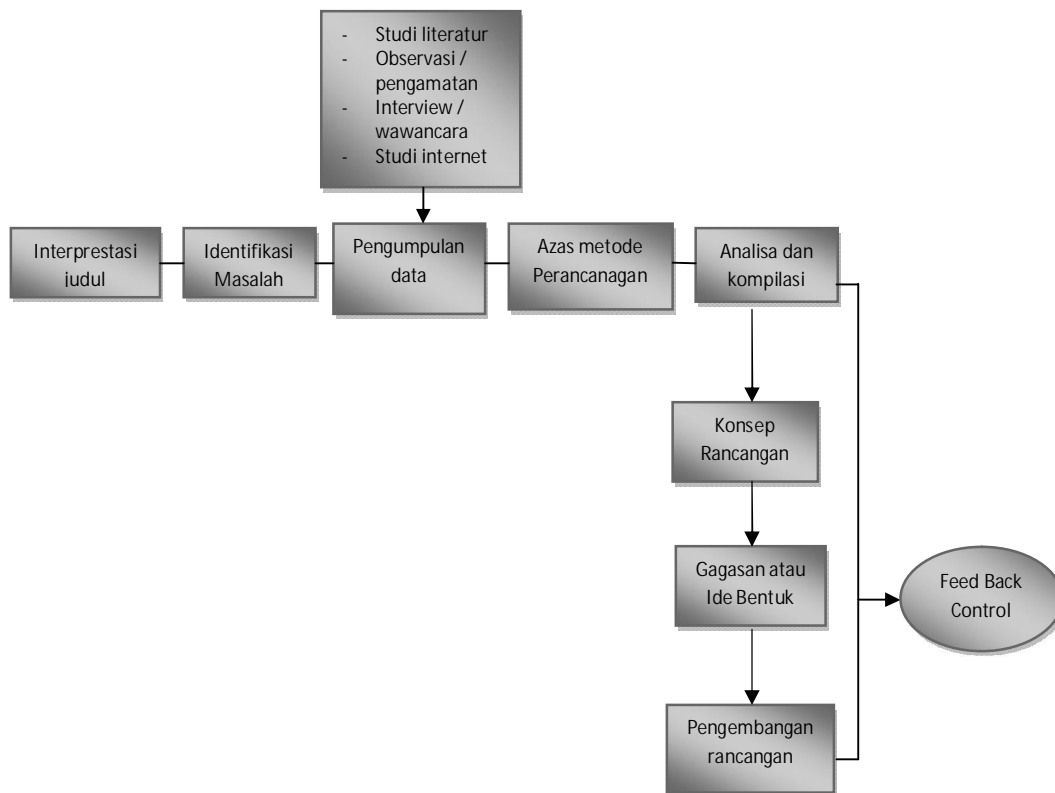 - Studi literatur
- Observasi /
pengamatan
- Interview /
wawancara
- Studi internet
Interprestasi
judul
Identifikasi
Masalah
Pengumpulan
data
Azas metode
Perancanagan
Analisa dan
kompilasi
Konsep
Rancangan
Gagasan atau
Ide Bentuk
Feed Back
Control
Pengembangan
rancangan